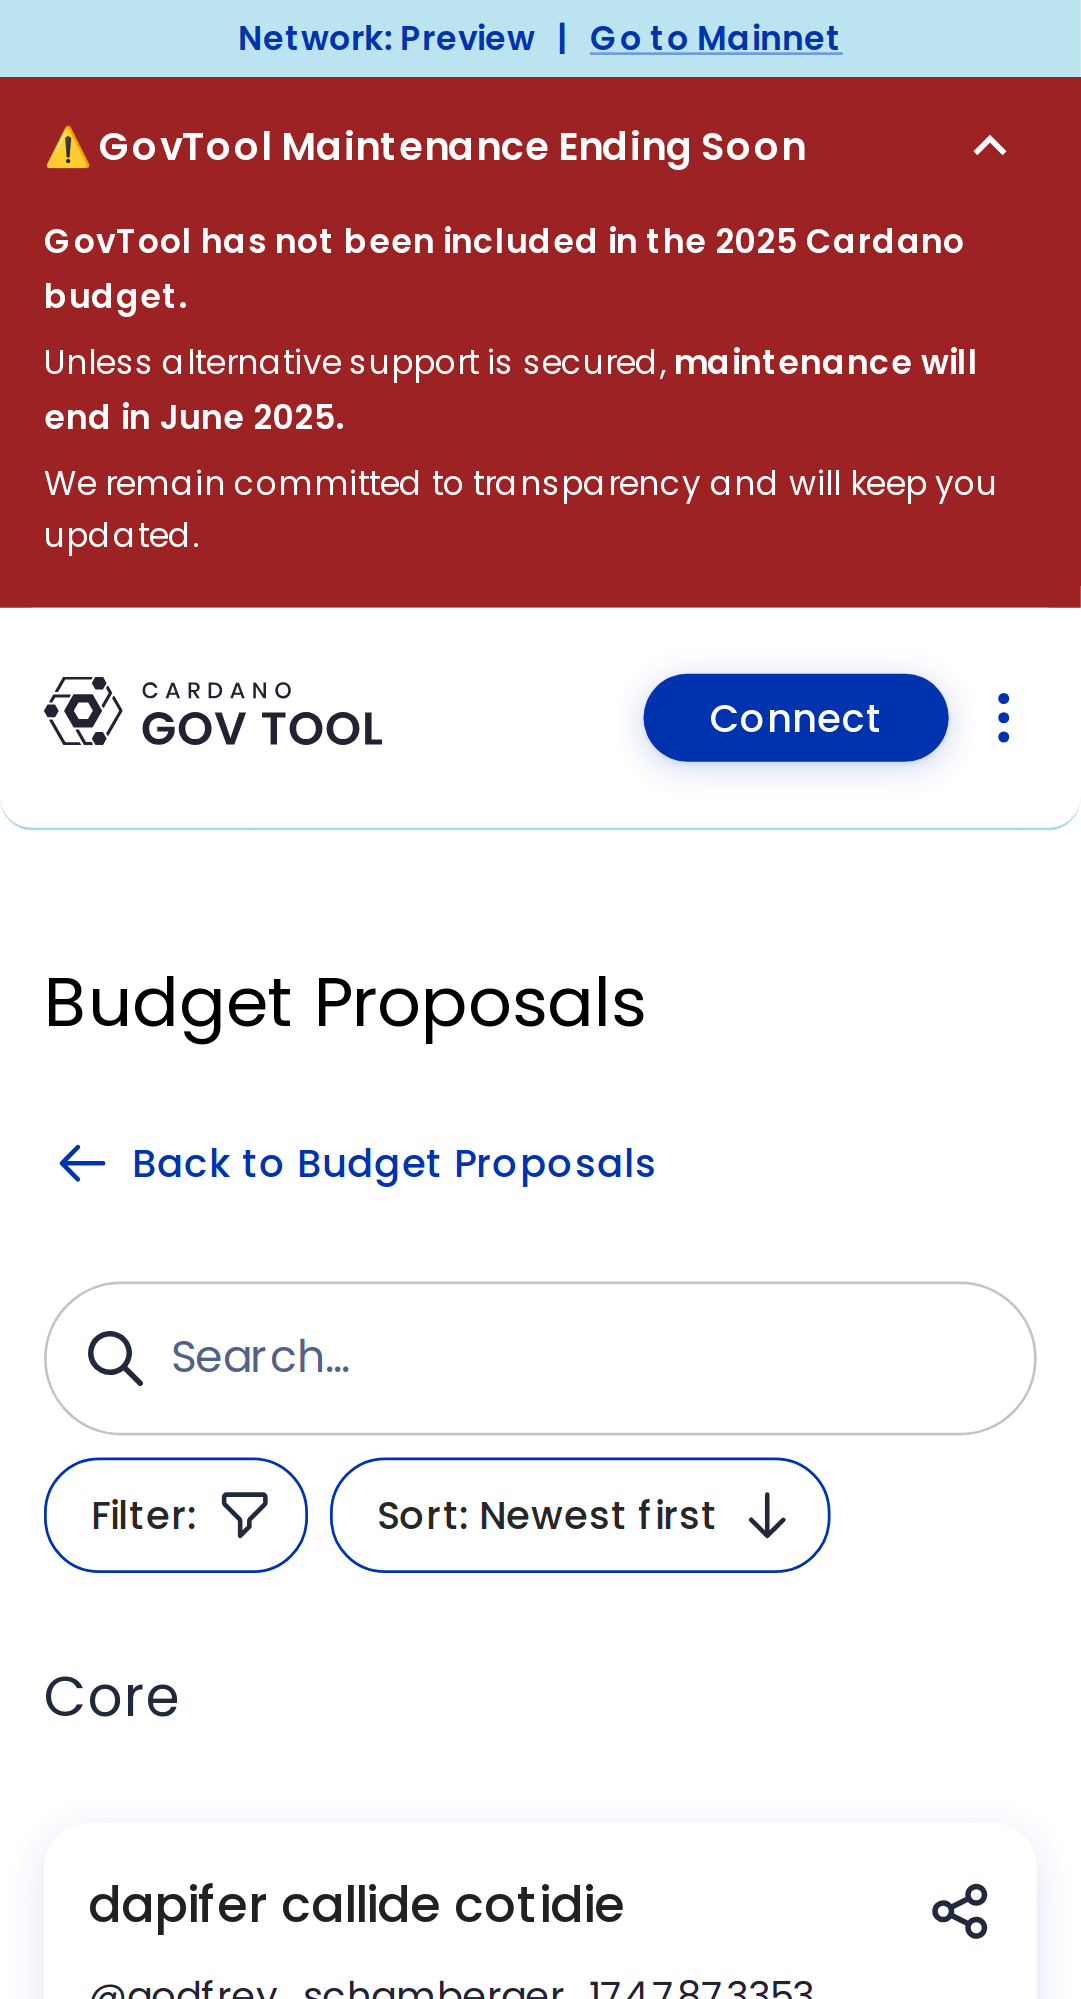 Network: Preview | Go to Mainnet
⚠️ GovTool Maintenance Ending Soon
GovTool has not been included in the 2025 Cardano
budget.
Unless alternative support is secured, maintenance will
end in June 2025.
We remain committed to transparency and will keep you
updated.
CARDANO
GOV TOOL
Connect
Budget Proposals
Back to Budget Proposals
Search...
Filter:
Sort: Newest first
Core
dapifer callide cotidie
@godfrey_schamberger_1747873353